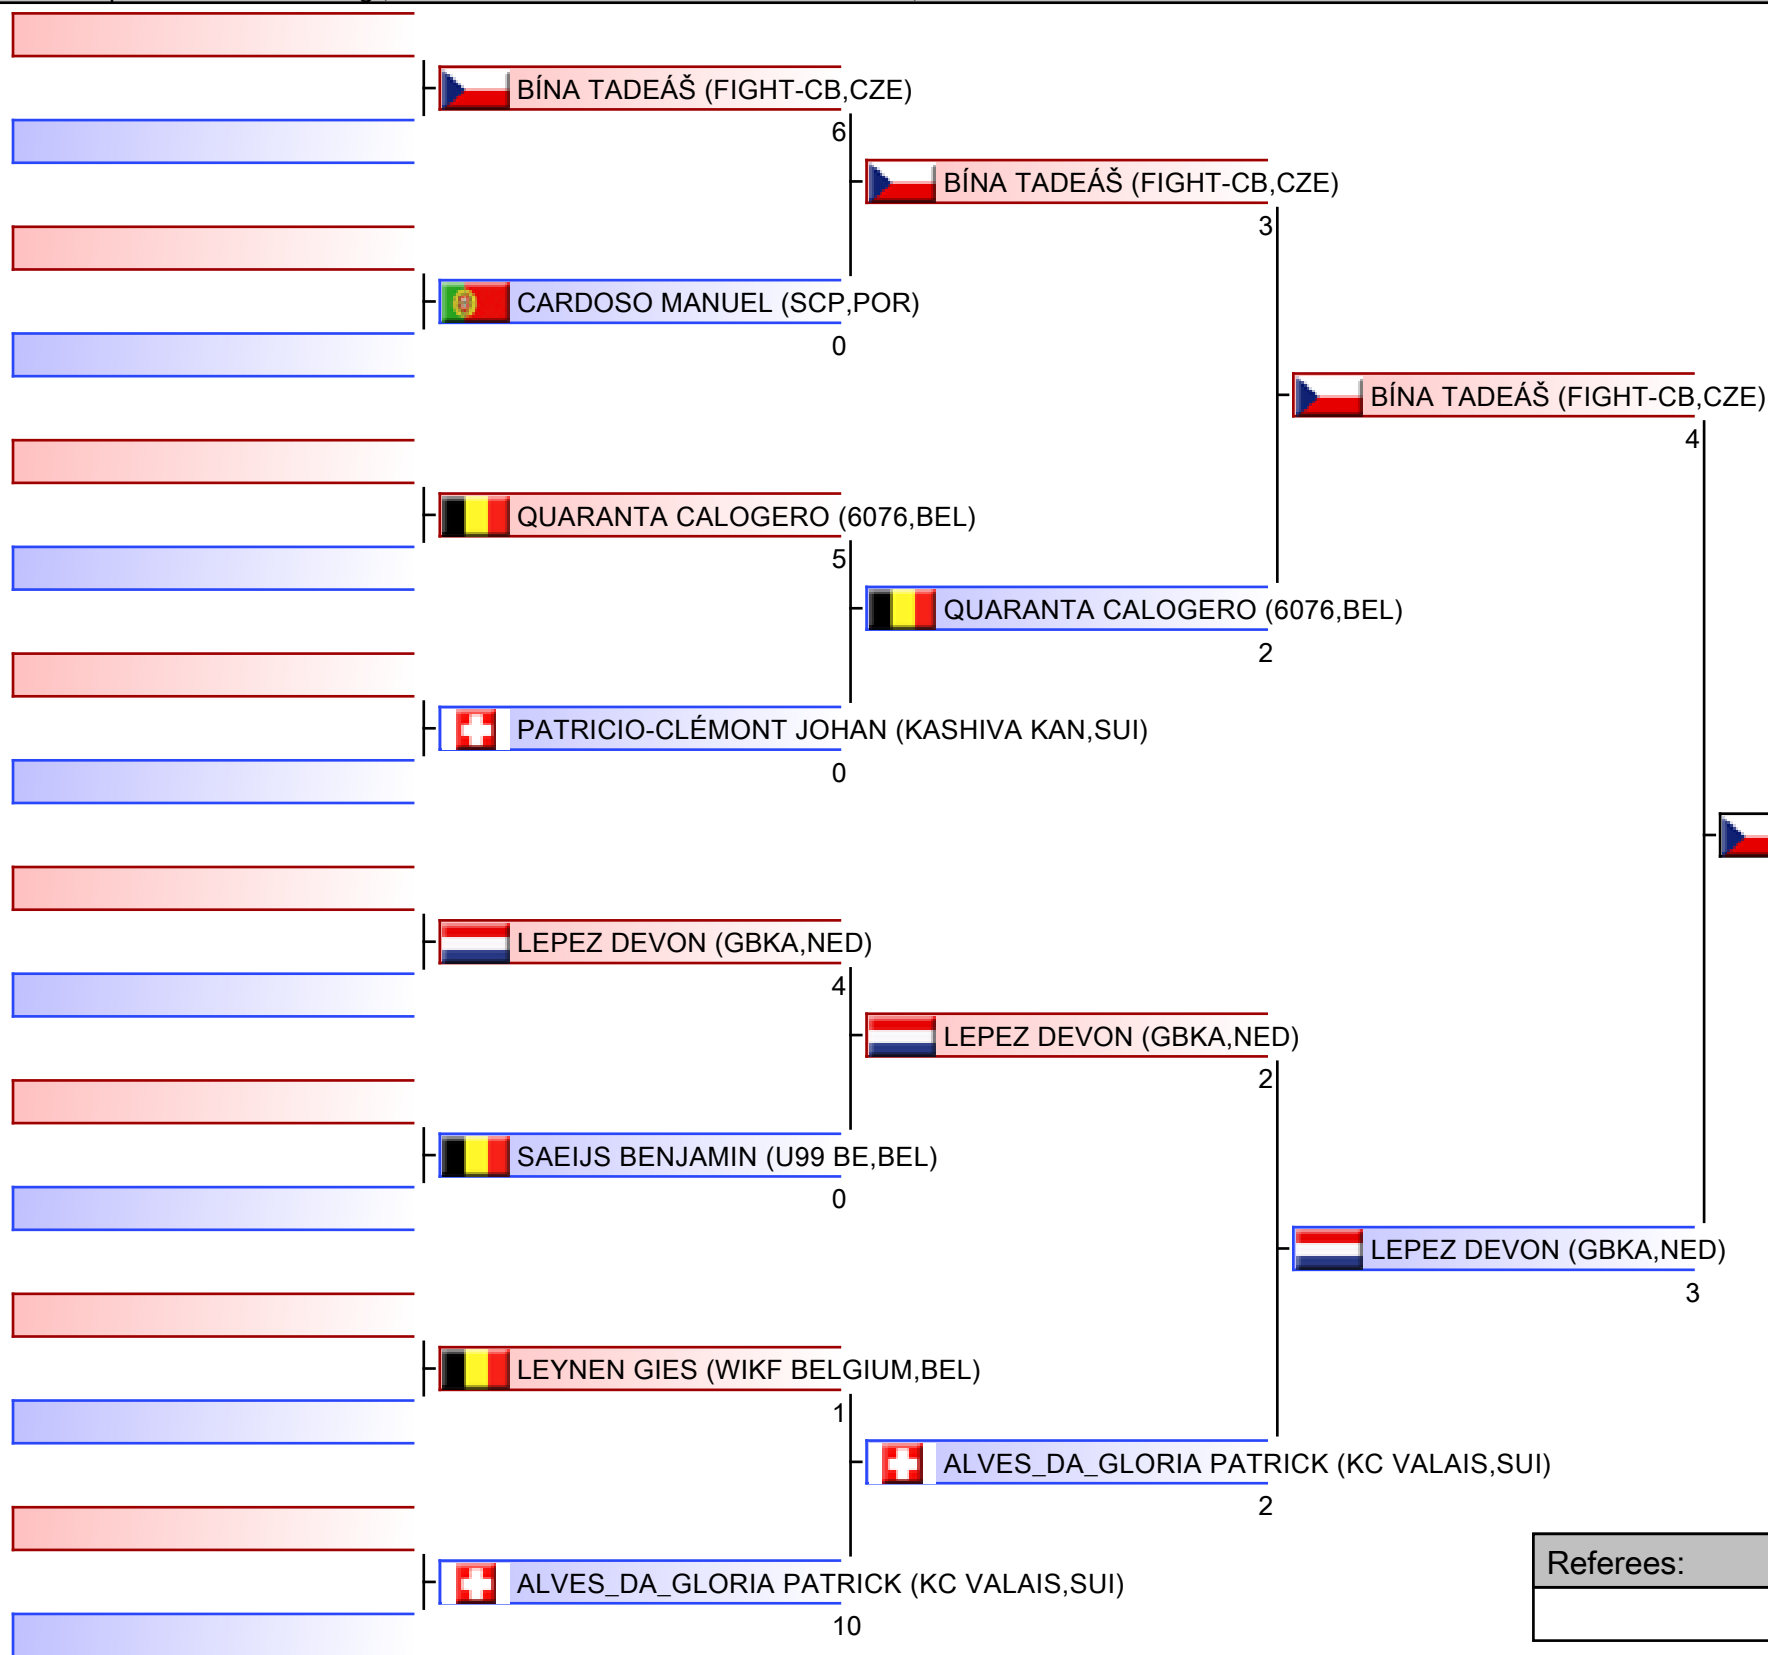 BÍNA TADEÁŠ (FIGHT-CB,CZE)
6
BÍNA TADEÁŠ (FIGHT-CB,CZE)
3
CARDOSO MANUEL (SCP,POR)
0
BÍNA TADEÁŠ (FIGHT-CB,CZE)
4
QUARANTA CALOGERO (6076,BEL)
5
QUARANTA CALOGERO (6076,BEL)
2
PATRICIO-CLÉMONT JOHAN (KASHIVA KAN,SUI)
0
LEPEZ DEVON (GBKA,NED)
4
LEPEZ DEVON (GBKA,NED)
2
SAEIJS BENJAMIN (U99 BE,BEL)
0
LEPEZ DEVON (GBKA,NED)
3
LEYNEN GIES (WIKF BELGIUM,BEL)
1
ALVES_DA_GLORIA PATRICK (KC VALAIS,SUI)
2
Referees:
ALVES_DA_GLORIA PATRICK (KC VALAIS,SUI)
10